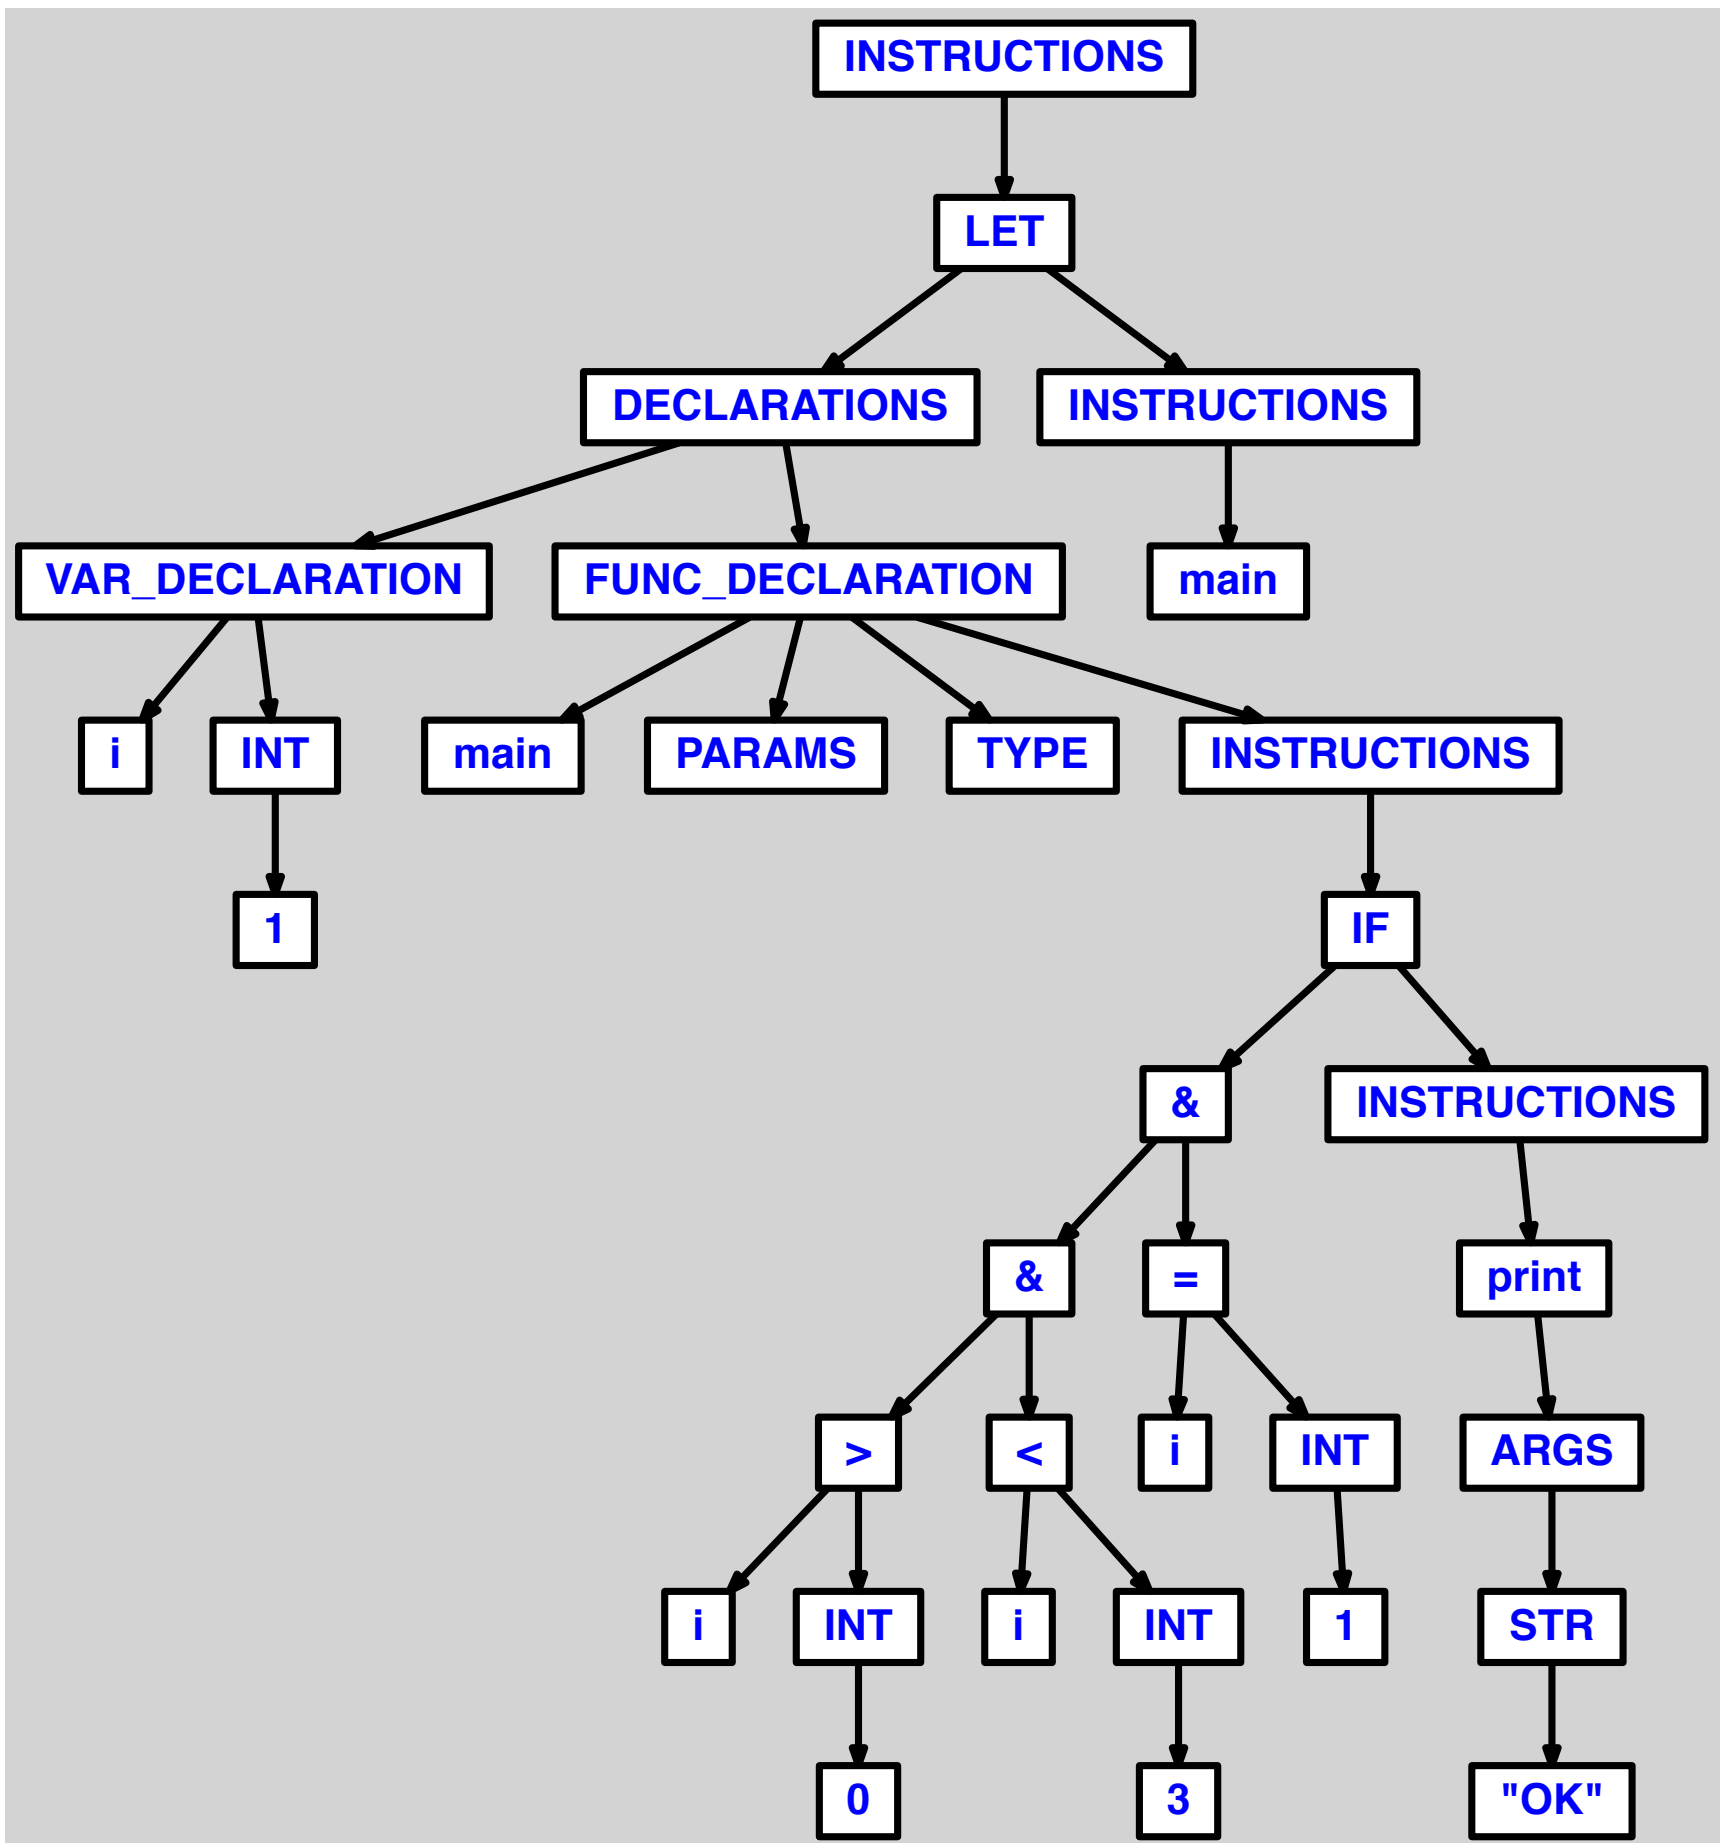 INSTRUCTIONS
LET
DECLARATIONS INSTRUCTIONS
VAR_DECLARATION FUNC_DECLARATION main
i INT main PARAMS TYPE INSTRUCTIONS
1 IF
& INSTRUCTIONS
& = print
> < i INT ARGS
i INT i INT 1 STR
0 3 "OK"